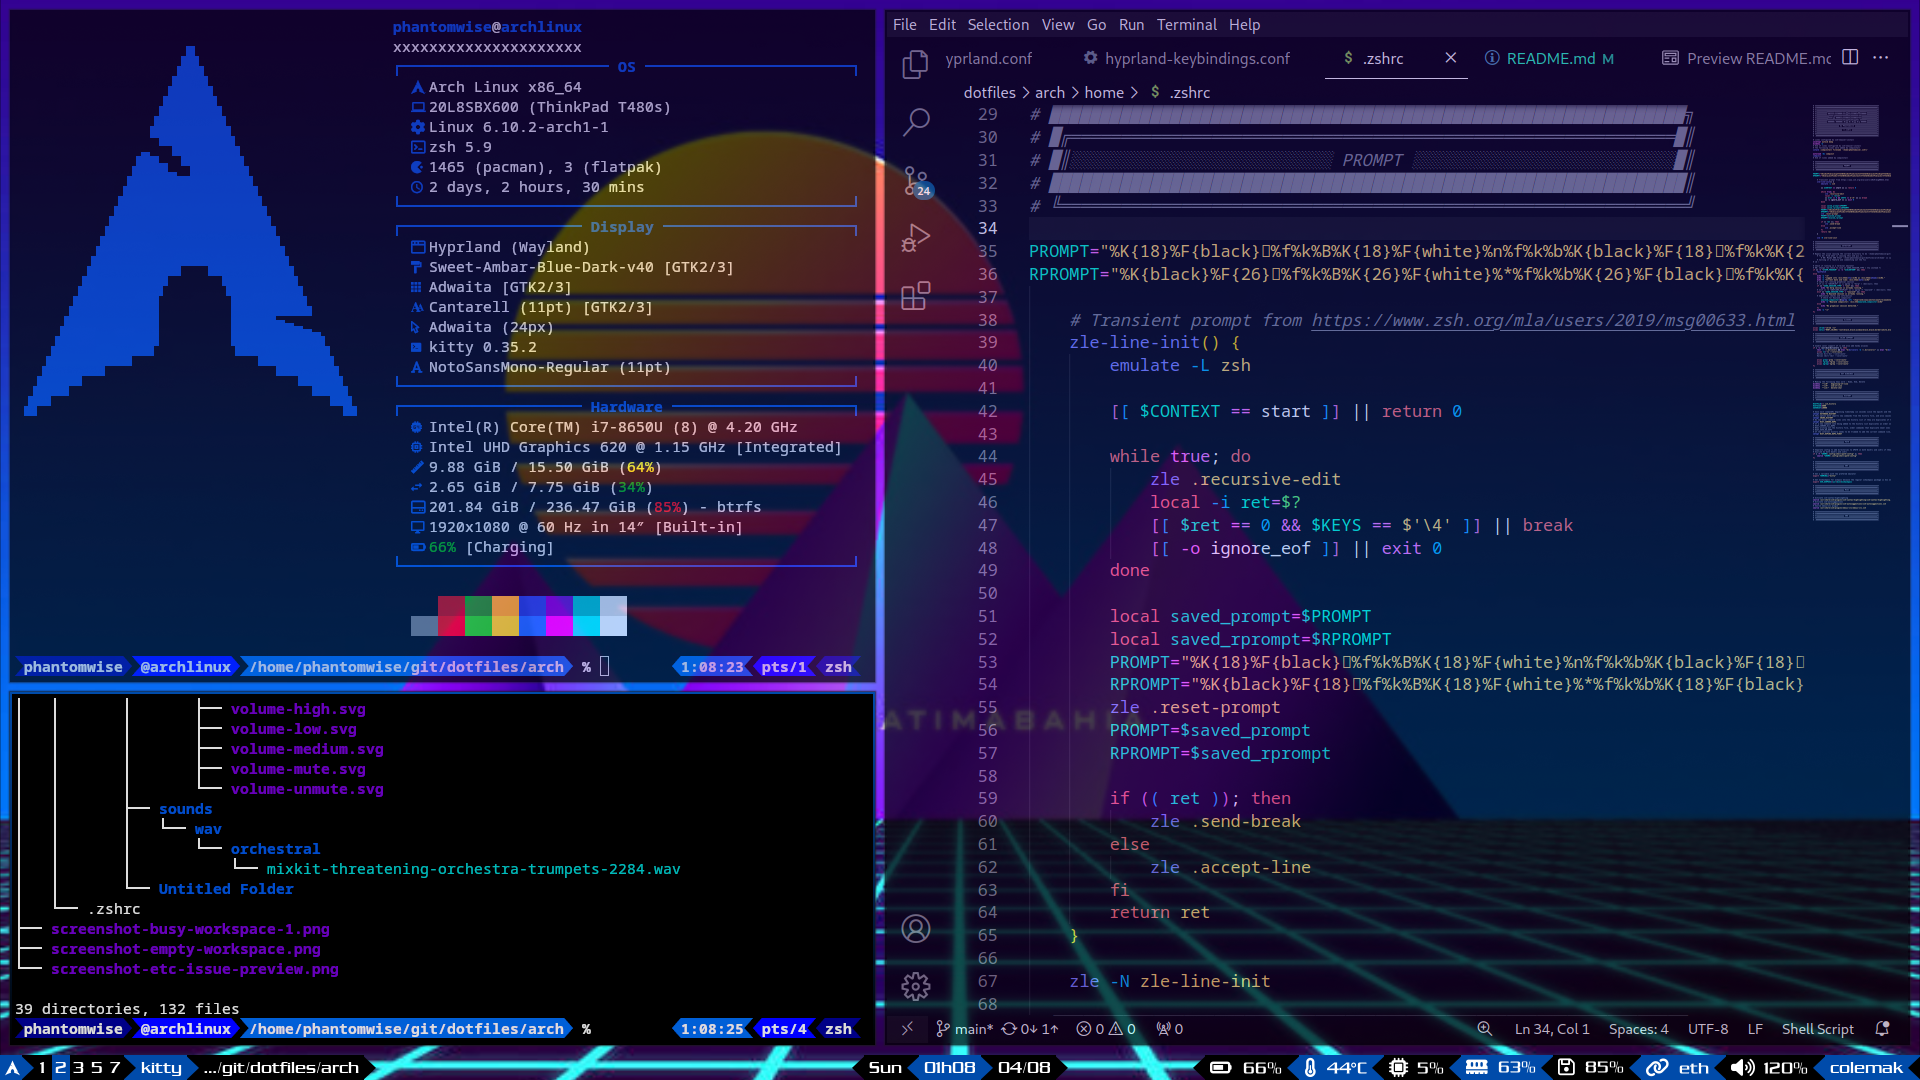 phantomwise@archlinux
xxxxxxxxxxxxxxxxxxxxx
OS
Arch Linux x86_64
20L8SBX600 (ThinkPad T480s)
Linux 6.10.2-arch1-1
zsh 5.9
1465 (pacman), 3 (flatpak)
2 days, 2 hours, 30 mins
Display
Hyprland (Wayland)
Sweet-Ambar-Blue-Dark-v40 [GTK2/3]
Adwaita [GTK2/3]
Cantarell (11pt) [GTK2/3]
Adwaita (24px)
kitty 0.35.2
NotoSansMono-Regular (11pt)
Hardware
Intel(R) Core(TM) i7-8650U (8) @ 4.20 GHz
Intel UHD Graphics 620 @ 1.15 GHz [Integrated]
9.88 GiB / 15.50 GiB (64%)
2.65 GiB / 7.75 GiB (34%)
201.84 GiB / 236.47 GiB (85%) - btrfs
1920x1080 @ 60 Hz in 14″ [Built-in]
66% [Charging]
phantomwise @archlinux /home/phantomwise/git/dotfiles/arch % 1:08:23 pts/1 zsh
volume-high.svg
volume-low.svg
volume-medium.svg
volume-mute.svg
volume-unmute.svg
sounds
wav
orchestral
mixkit-threatening-orchestra-trumpets-2284.wav
Untitled Folder
.zshrc
screenshot-busy-workspace-1.png
screenshot-empty-workspace.png
screenshot-etc-issue-preview.png
39 directories, 132 files
phantomwise @archlinux /home/phantomwise/git/dotfiles/arch % 1:08:25 pts/4 zsh
File Edit Selection View Go Run Terminal Help
yprland.conf hyprland-keybindings.conf $ .zshrc README.md M Preview README.mc
dotfiles > arch > home > $ .zshrc
24
29 #
30 #
31 # PROMPT
32 #
33 #
34
35 PROMPT="%K{18}%F{black}%f%k%B%K{18}%F{white}%n%f%k%b%K{black}%F{18}%f%k%K{2
36 RPROMPT="%K{black}%F{26}%f%k%B%K{26}%F{white}%*%f%k%b%K{26}%F{black}%f%k%K{
37
38 # Transient prompt from https://www.zsh.org/mla/users/2019/msg00633.html
39 zle-line-init() {
40 emulate -L zsh
41
42 [[ $CONTEXT == start ]] || return 0
43
44 while true; do
45 zle .recursive-edit
46 local -i ret=$?
47 [[ $ret == 0 && $KEYS == $'\4' ]] || break
48 [[ -o ignore_eof ]] || exit 0
49 done
50
51 local saved_prompt=$PROMPT
52 local saved_rprompt=$RPROMPT
53 PROMPT="%K{18}%F{black}%f%k%B%K{18}%F{white}%n%f%k%b%K{black}%F{18}
54 RPROMPT="%K{black}%F{18}%f%k%B%K{18}%F{white}%*%f%k%b%K{18}%F{black}
55 zle .reset-prompt
56 PROMPT=$saved_prompt
57 RPROMPT=$saved_rprompt
58
59 if (( ret )); then
60 zle .send-break
61 else
62 zle .accept-line
63 fi
64 return ret
65 }
66
67 zle -N zle-line-init
68
ATIMABAHIA
main* 0↓ 1↑ 0 0 0 Ln 34, Col 1 Spaces: 4 UTF-8 LF Shell Script
1 2 3 5 7 kitty .../git/dotfiles/arch Sun 01h08 04/08 66% 44°C 5% 63% 85% eth 120% colemak